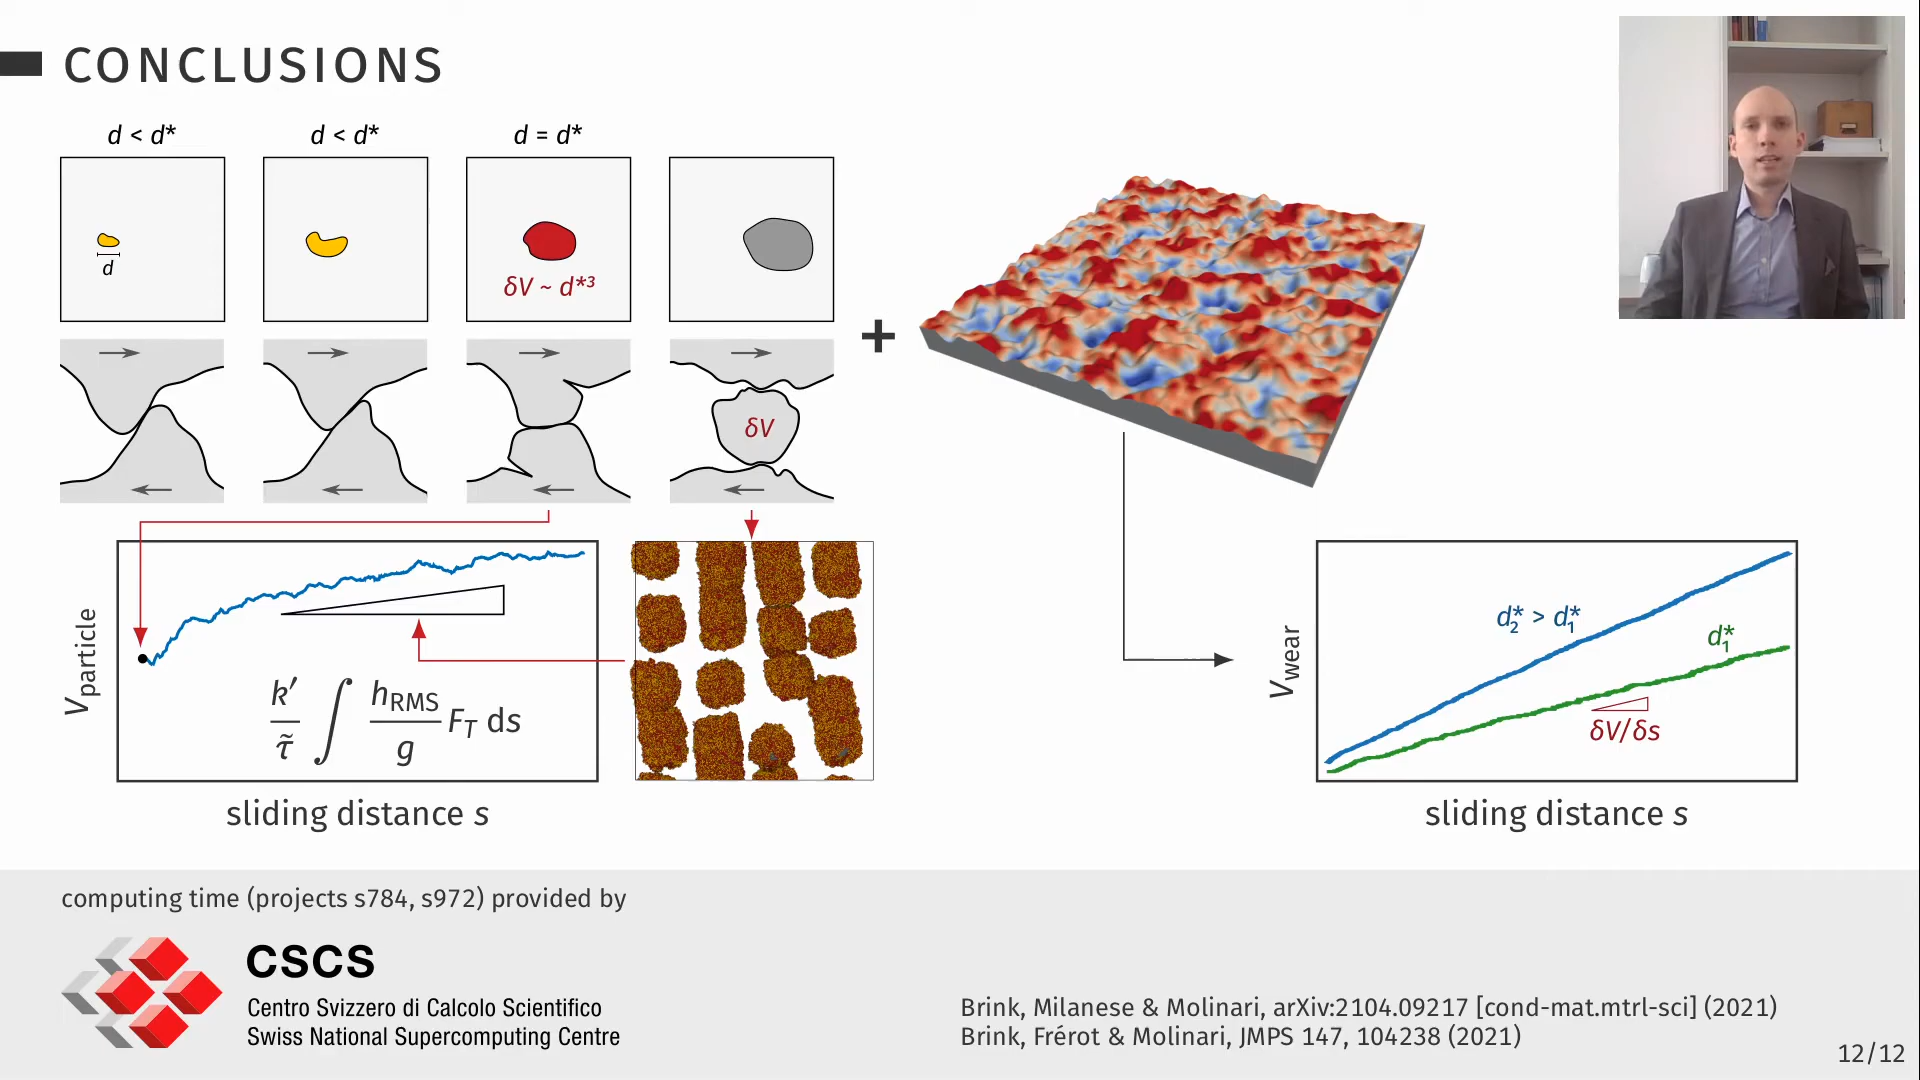 CONCLUSIONS
d < d*
d < d*
d = d*
d
δV ~ d*³
δV
+
V_particle
k′/τ̃ ∫ h_RMS/g F_T ds
sliding distance s
V_wear
d₂* > d₁*
d₁*
δV/δs
sliding distance s
computing time (projects s784, s972) provided by
CSCS
Centro Svizzero di Calcolo Scientifico
Swiss National Supercomputing Centre
Brink, Milanese & Molinari, arXiv:2104.09217 [cond-mat.mtrl-sci] (2021)
Brink, Frérot & Molinari, JMPS 147, 104238 (2021)
12/12